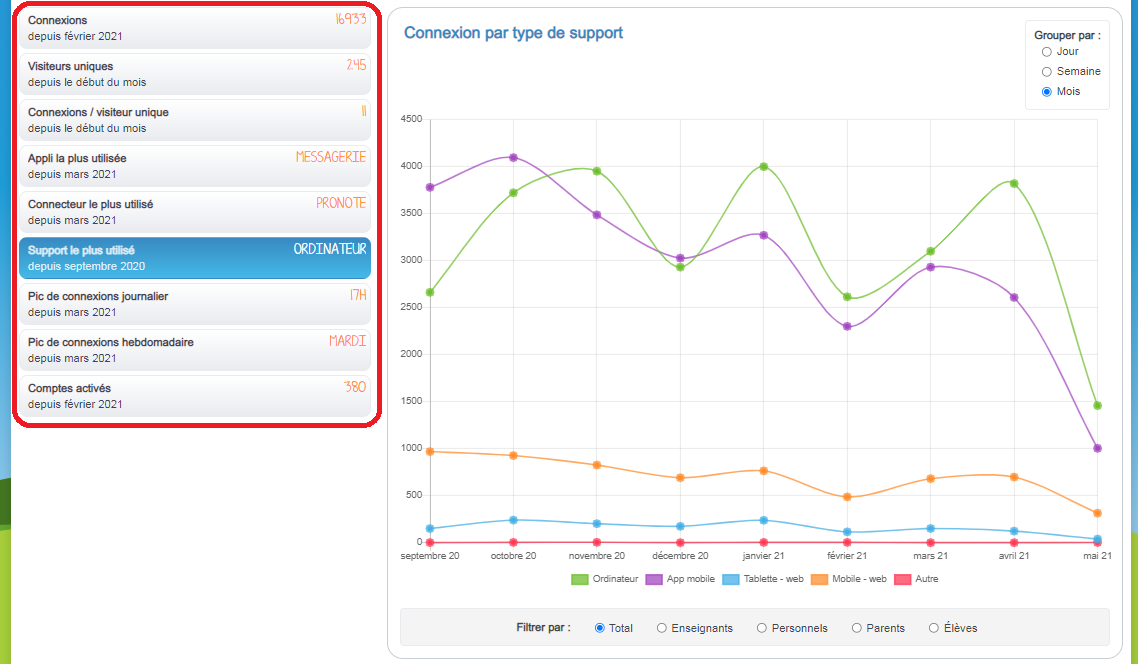 Connexions
16933
depuis février 2021
Visiteurs uniques
245
depuis le début du mois
Connexions / visiteur unique
11
depuis le début du mois
Appli la plus utilisée
MESSAGERIE
depuis mars 2021
Connecteur le plus utilisé
PRONOTE
depuis mars 2021
Support le plus utilisé
ORDINATEUR
depuis septembre 2020
Pic de connexions journalier
17H
depuis mars 2021
Pic de connexions hebdomadaire
MARDI
depuis mars 2021
Comptes activés
380
depuis février 2021
Connexion par type de support
Grouper par :
Jour
Semaine
Mois
4500
4000
3500
3000
2500
2000
1500
1000
500
0
septembre 20
octobre 20
novembre 20
décembre 20
janvier 21
février 21
mars 21
avril 21
mai 21
Ordinateur
App mobile
Tablette - web
Mobile - web
Autre
Filtrer par :
Total
Enseignants
Personnels
Parents
Élèves